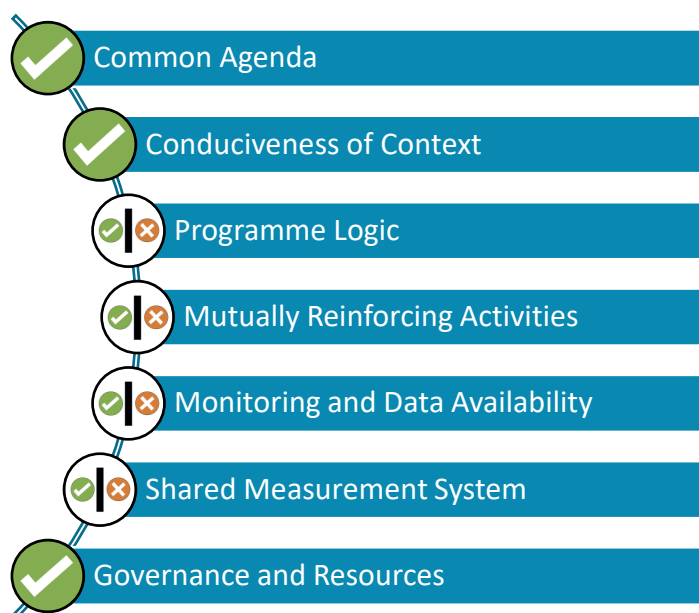 Common Agenda
Conduciveness of Context
Programme Logic
Mutually Reinforcing Activities
Monitoring and Data Availability
Shared Measurement System
Governance and Resources